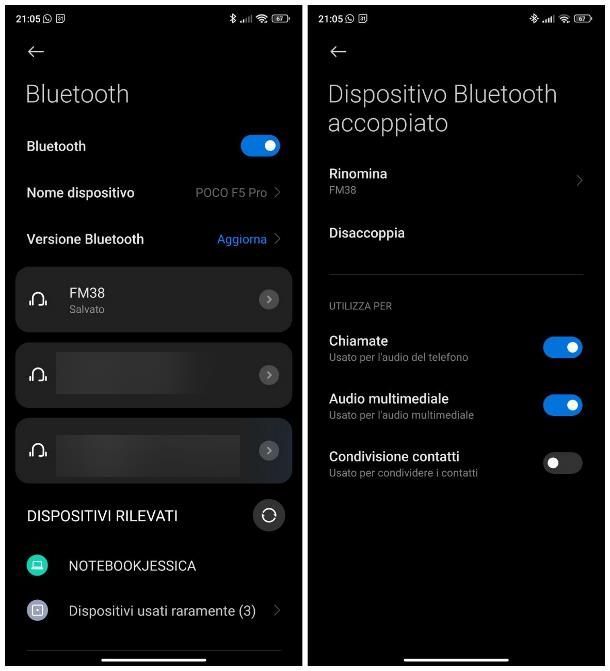 21:05
Bluetooth
Bluetooth
Nome dispositivo POCO F5 Pro
Versione Bluetooth Aggiorna
FM38
Salvato
DISPOSITIVI RILEVATI
NOTEBOOKJESSICA
Dispositivi usati raramente (3)
21:05
Dispositivo Bluetooth
accoppiato
Rinomina
FM38
Disaccoppia
UTILIZZA PER
Chiamate
Usato per l'audio del telefono
Audio multimediale
Usato per l'audio multimediale
Condivisione contatti
Usato per condividere i contatti